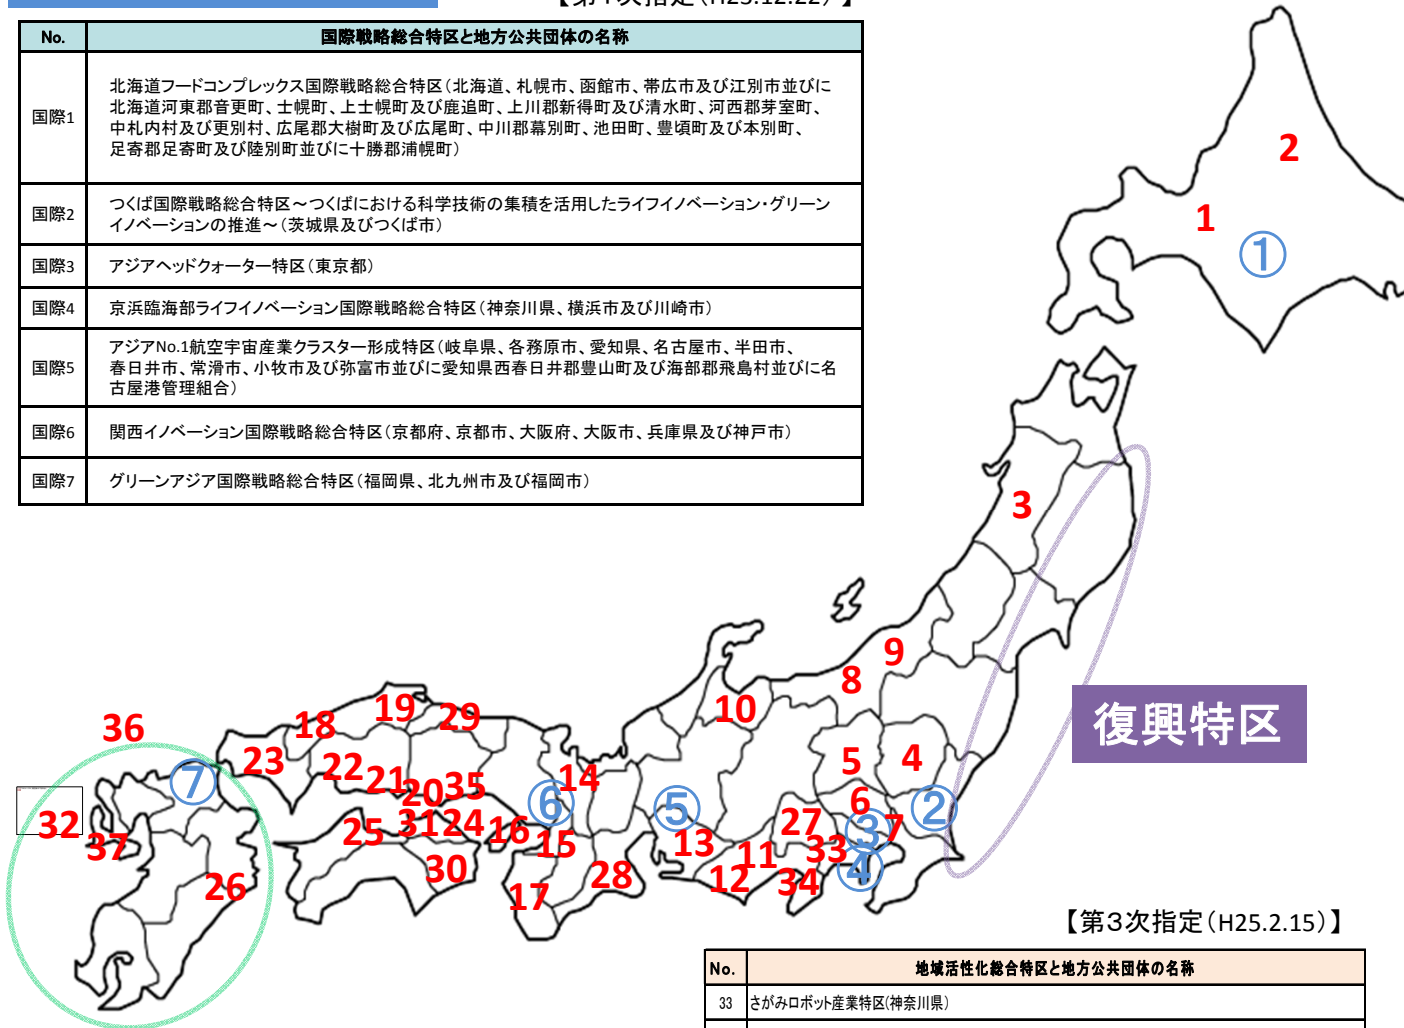 【第1次指定(H23.12.22)】
No. 国際戦略総合特区と地方公共団体の名称
国際1 北海道フードコンプレックス国際戦略総合特区(北海道、札幌市、函館市、帯広市及び江別市並びに
北海道河東郡音更町、士幌町、上士幌町及び鹿追町、上川郡新得町及び清水町、河西郡芽室町、
中札内村及び更別村、広尾郡大樹町及び広尾町、中川郡幕別町、池田町、豊頃町及び本別町、
足寄郡足寄町及び陸別町並びに十勝郡浦幌町)
国際2 つくば国際戦略総合特区～つくばにおける科学技術の集積を活用したライフイノベーション・グリーン
イノベーションの推進～(茨城県及びつくば市)
国際3 アジアヘッドクォーター特区(東京都)
国際4 京浜臨海部ライフイノベーション国際戦略総合特区(神奈川県、横浜市及び川崎市)
国際5 アジアNo.1航空宇宙産業クラスター形成特区(岐阜県、各務原市、愛知県、名古屋市、半田市、
春日井市、常滑市、小牧市及び弥富市並びに愛知県西春日井郡豊山町及び海部郡飛島村並びに名
古屋港管理組合)
国際6 関西イノベーション国際戦略総合特区(京都府、京都市、大阪府、大阪市、兵庫県及び神戸市)
国際7 グリーンアジア国際戦略総合特区(福岡県、北九州市及び福岡市)
2
1
①
3
9
8
10
復興特区
19
29
18
36
5
4
23
22
21
20
35
14
⑦
⑥
⑤
6
②
32
37
25
31
24
16
15
13
27
③
7
33
11
④
12
34
30
28
17
26
【第3次指定(H25.2.15)】
No. 地域活性化総合特区と地方公共団体の名称
33 さがみロボット産業特区(神奈川県)